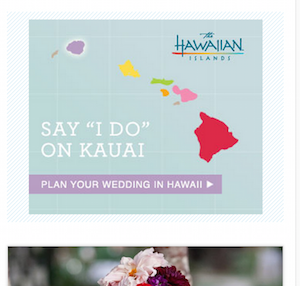 the
HAWAIIAN
ISLANDS
SAY “I DO”
ON KAUAI
PLAN YOUR WEDDING IN HAWAII ▶